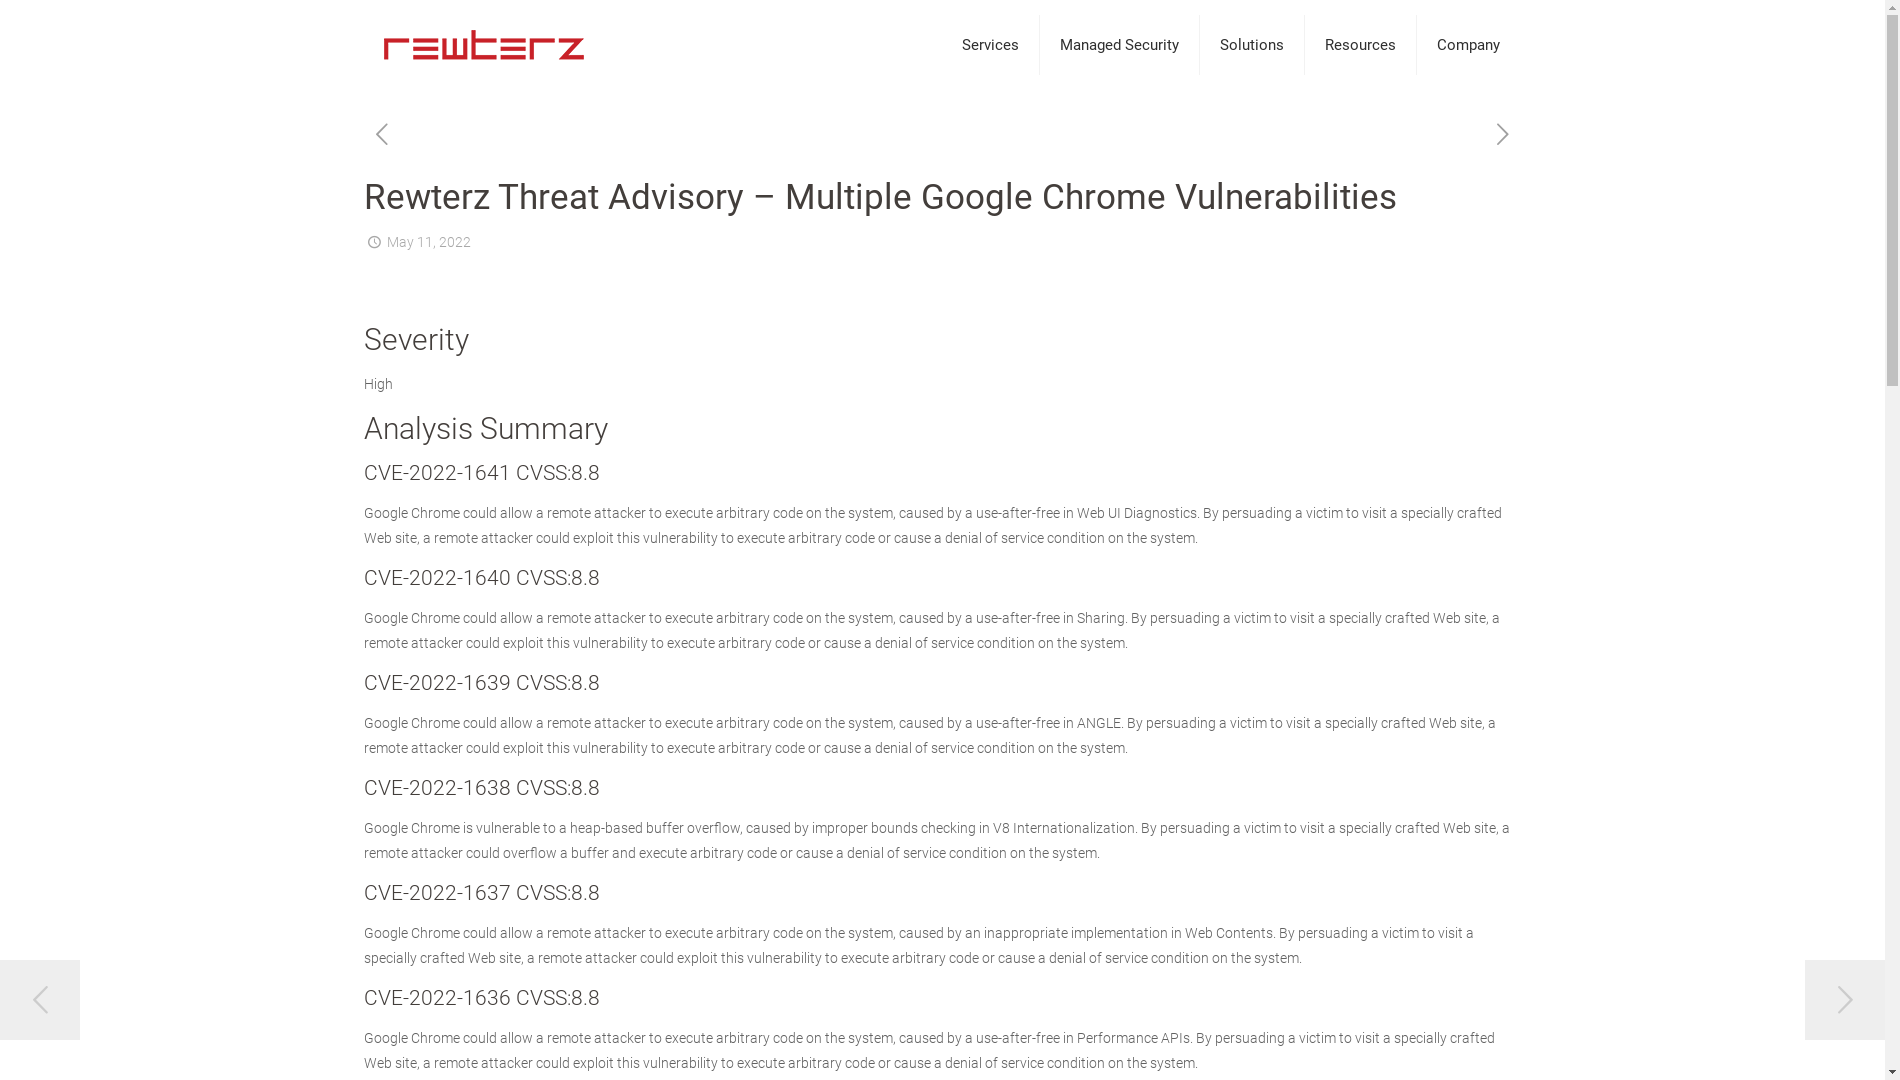 rewterz
Services
Managed Security
Solutions
Resources
Company
Rewterz Threat Advisory – Multiple Google Chrome Vulnerabilities
May 11, 2022
Severity
High
Analysis Summary
CVE-2022-1641 CVSS:8.8
Google Chrome could allow a remote attacker to execute arbitrary code on the system, caused by a use-after-free in Web UI Diagnostics. By persuading a victim to visit a specially crafted
Web site, a remote attacker could exploit this vulnerability to execute arbitrary code or cause a denial of service condition on the system.
CVE-2022-1640 CVSS:8.8
Google Chrome could allow a remote attacker to execute arbitrary code on the system, caused by a use-after-free in Sharing. By persuading a victim to visit a specially crafted Web site, a
remote attacker could exploit this vulnerability to execute arbitrary code or cause a denial of service condition on the system.
CVE-2022-1639 CVSS:8.8
Google Chrome could allow a remote attacker to execute arbitrary code on the system, caused by a use-after-free in ANGLE. By persuading a victim to visit a specially crafted Web site, a
remote attacker could exploit this vulnerability to execute arbitrary code or cause a denial of service condition on the system.
CVE-2022-1638 CVSS:8.8
Google Chrome is vulnerable to a heap-based buffer overflow, caused by improper bounds checking in V8 Internationalization. By persuading a victim to visit a specially crafted Web site, a
remote attacker could overflow a buffer and execute arbitrary code or cause a denial of service condition on the system.
CVE-2022-1637 CVSS:8.8
Google Chrome could allow a remote attacker to execute arbitrary code on the system, caused by an inappropriate implementation in Web Contents. By persuading a victim to visit a
specially crafted Web site, a remote attacker could exploit this vulnerability to execute arbitrary code or cause a denial of service condition on the system.
CVE-2022-1636 CVSS:8.8
Google Chrome could allow a remote attacker to execute arbitrary code on the system, caused by a use-after-free in Performance APIs. By persuading a victim to visit a specially crafted
Web site, a remote attacker could exploit this vulnerability to execute arbitrary code or cause a denial of service condition on the system.